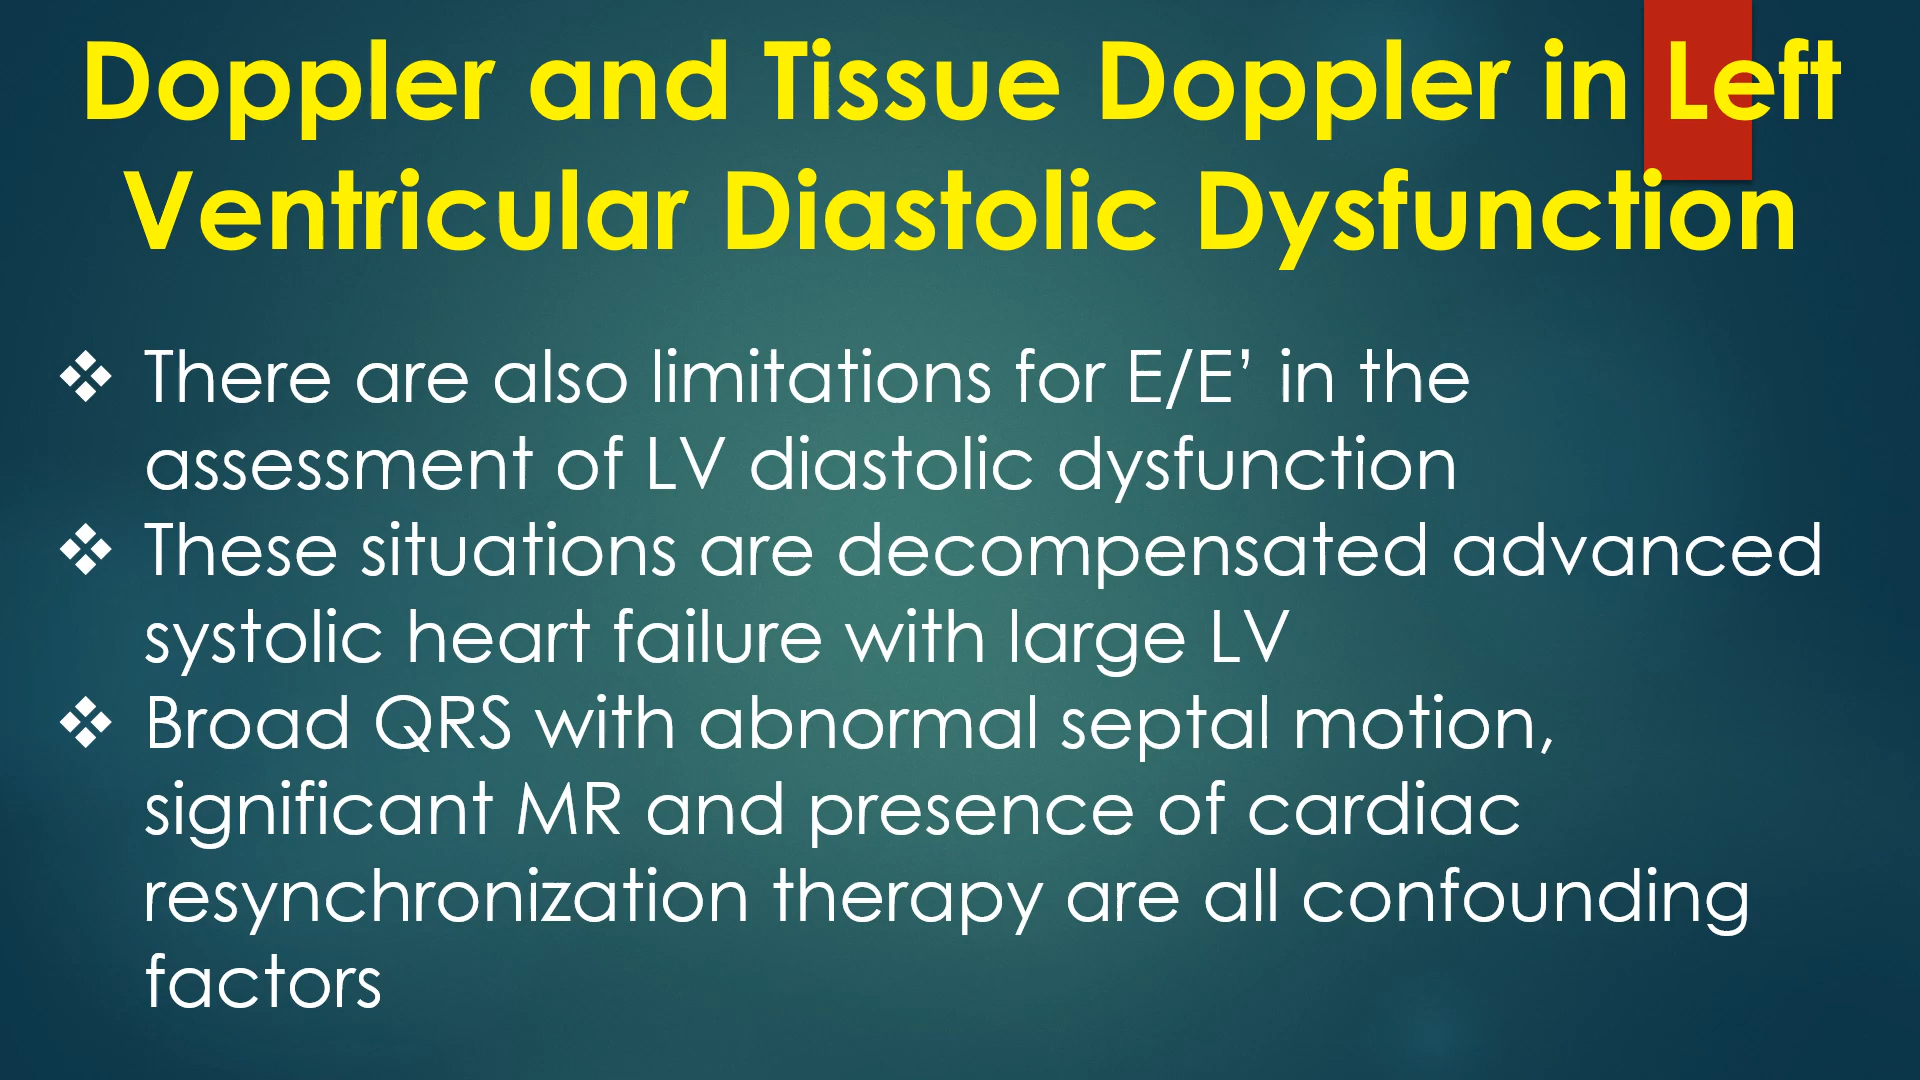 Doppler and Tissue Doppler in Left
Ventricular Diastolic Dysfunction
❖ There are also limitations for E/E’ in the
assessment of LV diastolic dysfunction
❖ These situations are decompensated advanced
systolic heart failure with large LV
❖ Broad QRS with abnormal septal motion,
significant MR and presence of cardiac
resynchronization therapy are all confounding
factors